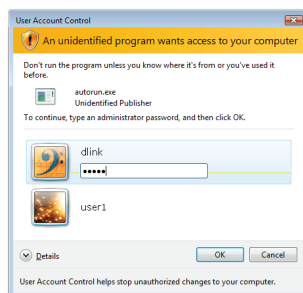 User Account Control
An unidentified program wants access to your computer
Don't run the program unless you know where it's from or you've used it
before.
autorun.exe
Unidentified Publisher
To continue, type an administrator password, and then click OK.
dlink
•••••
user1
Details
OK
Cancel
User Account Control helps stop unauthorized changes to your computer.